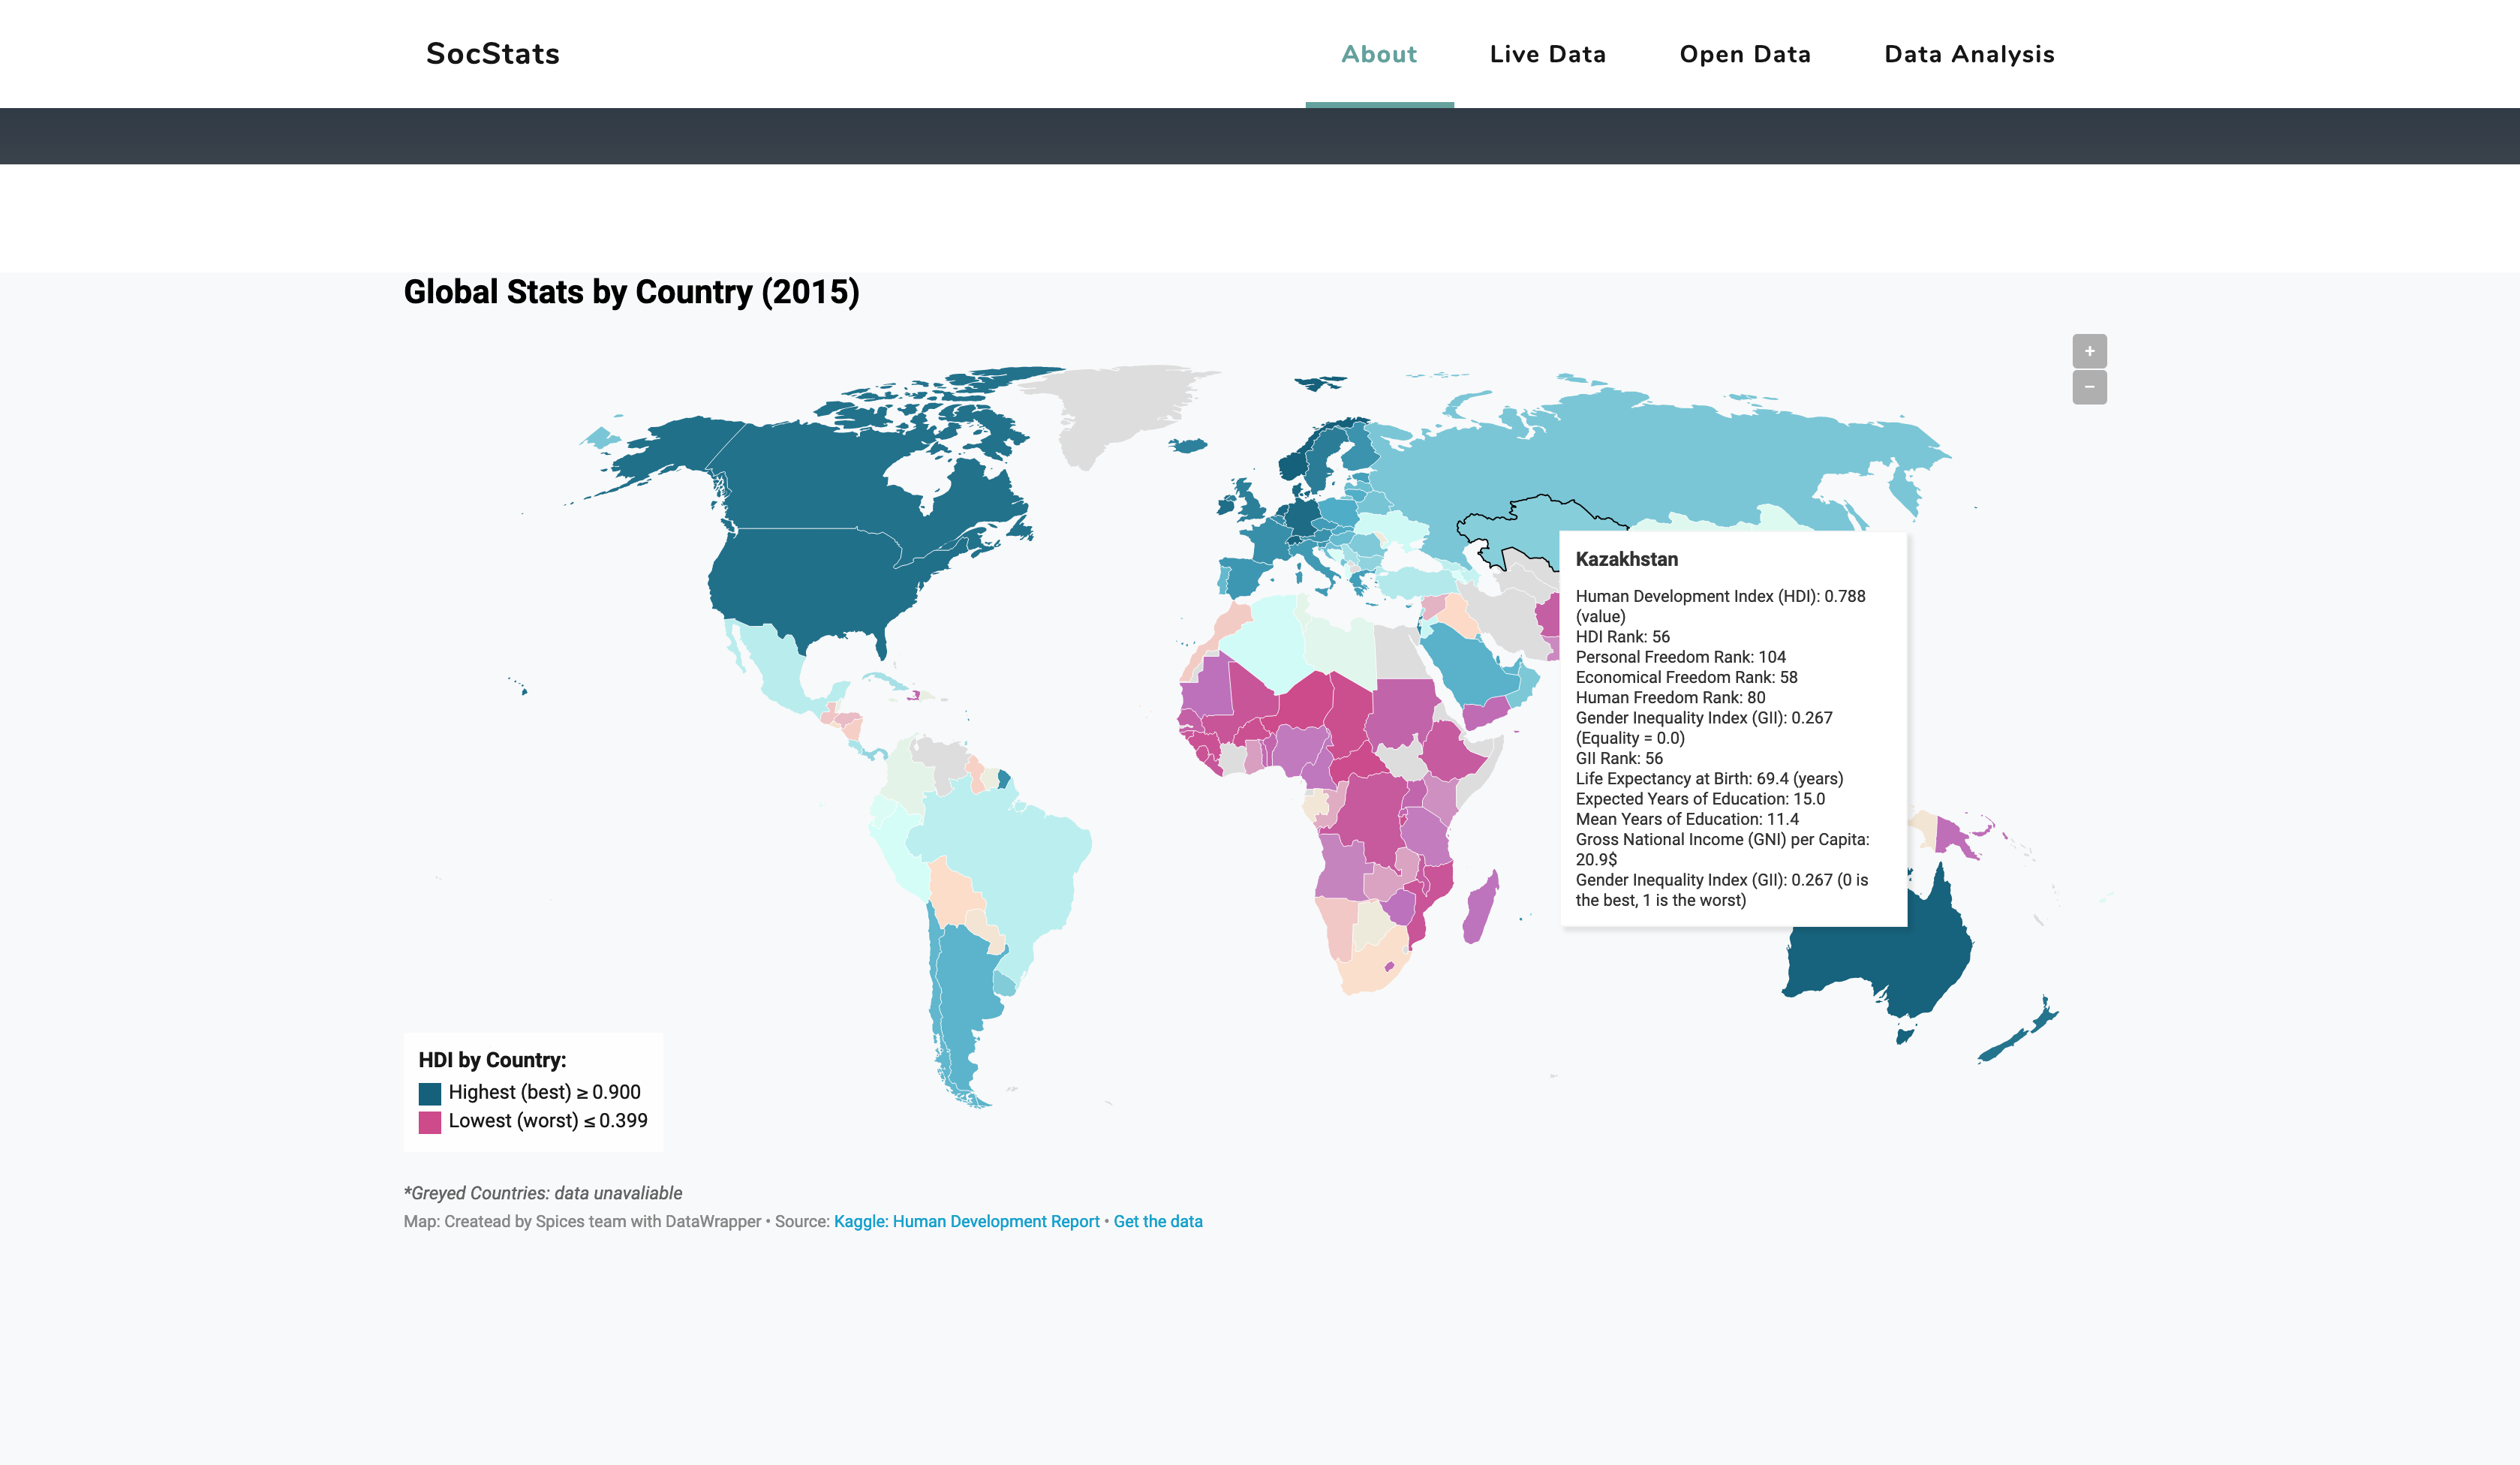 SocStats
About
Live Data
Open Data
Data Analysis
Global Stats by Country (2015)
+
−
Kazakhstan
Human Development Index (HDI): 0.788
(value)
HDI Rank: 56
Personal Freedom Rank: 104
Economical Freedom Rank: 58
Human Freedom Rank: 80
Gender Inequality Index (GII): 0.267
(Equality = 0.0)
GII Rank: 56
Life Expectancy at Birth: 69.4 (years)
Expected Years of Education: 15.0
Mean Years of Education: 11.4
Gross National Income (GNI) per Capita:
20.9$
Gender Inequality Index (GII): 0.267 (0 is
the best, 1 is the worst)
HDI by Country:
Highest (best) ≥ 0.900
Lowest (worst) ≤ 0.399
*Greyed Countries: data unavaliable
Map: Createad by Spices team with DataWrapper • Source: Kaggle: Human Development Report • Get the data